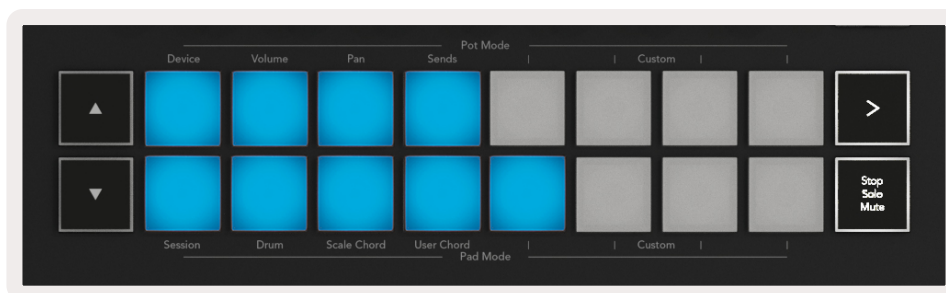 Pot Mode
Device Volume Pan Sends Custom
▲ >
▼ Stop
Solo
Mute
Session Drum Scale Chord User Chord Custom
Pad Mode